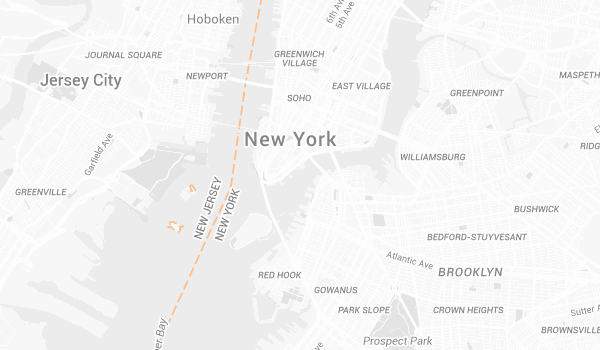 Hoboken
6th Ave
5th Ave
JOURNAL SQUARE
GREENWICH
VILLAGE
Jersey City
NEWPORT
EAST VILLAGE
MASPETH
GREENPOINT
SOHO
New York
Garfield Ave
RIDG
WILLIAMSBURG
GREENVILLE
NEW JERSEY
NEW YORK
BUSHWICK
BEDFORD-STUYVESANT
Atlantic Ave
RED HOOK
BROOKLYN
GOWANUS
PARK SLOPE
CROWN HEIGHTS
Sutter A
BROWNSVILLE
Prospect Park
per Bay